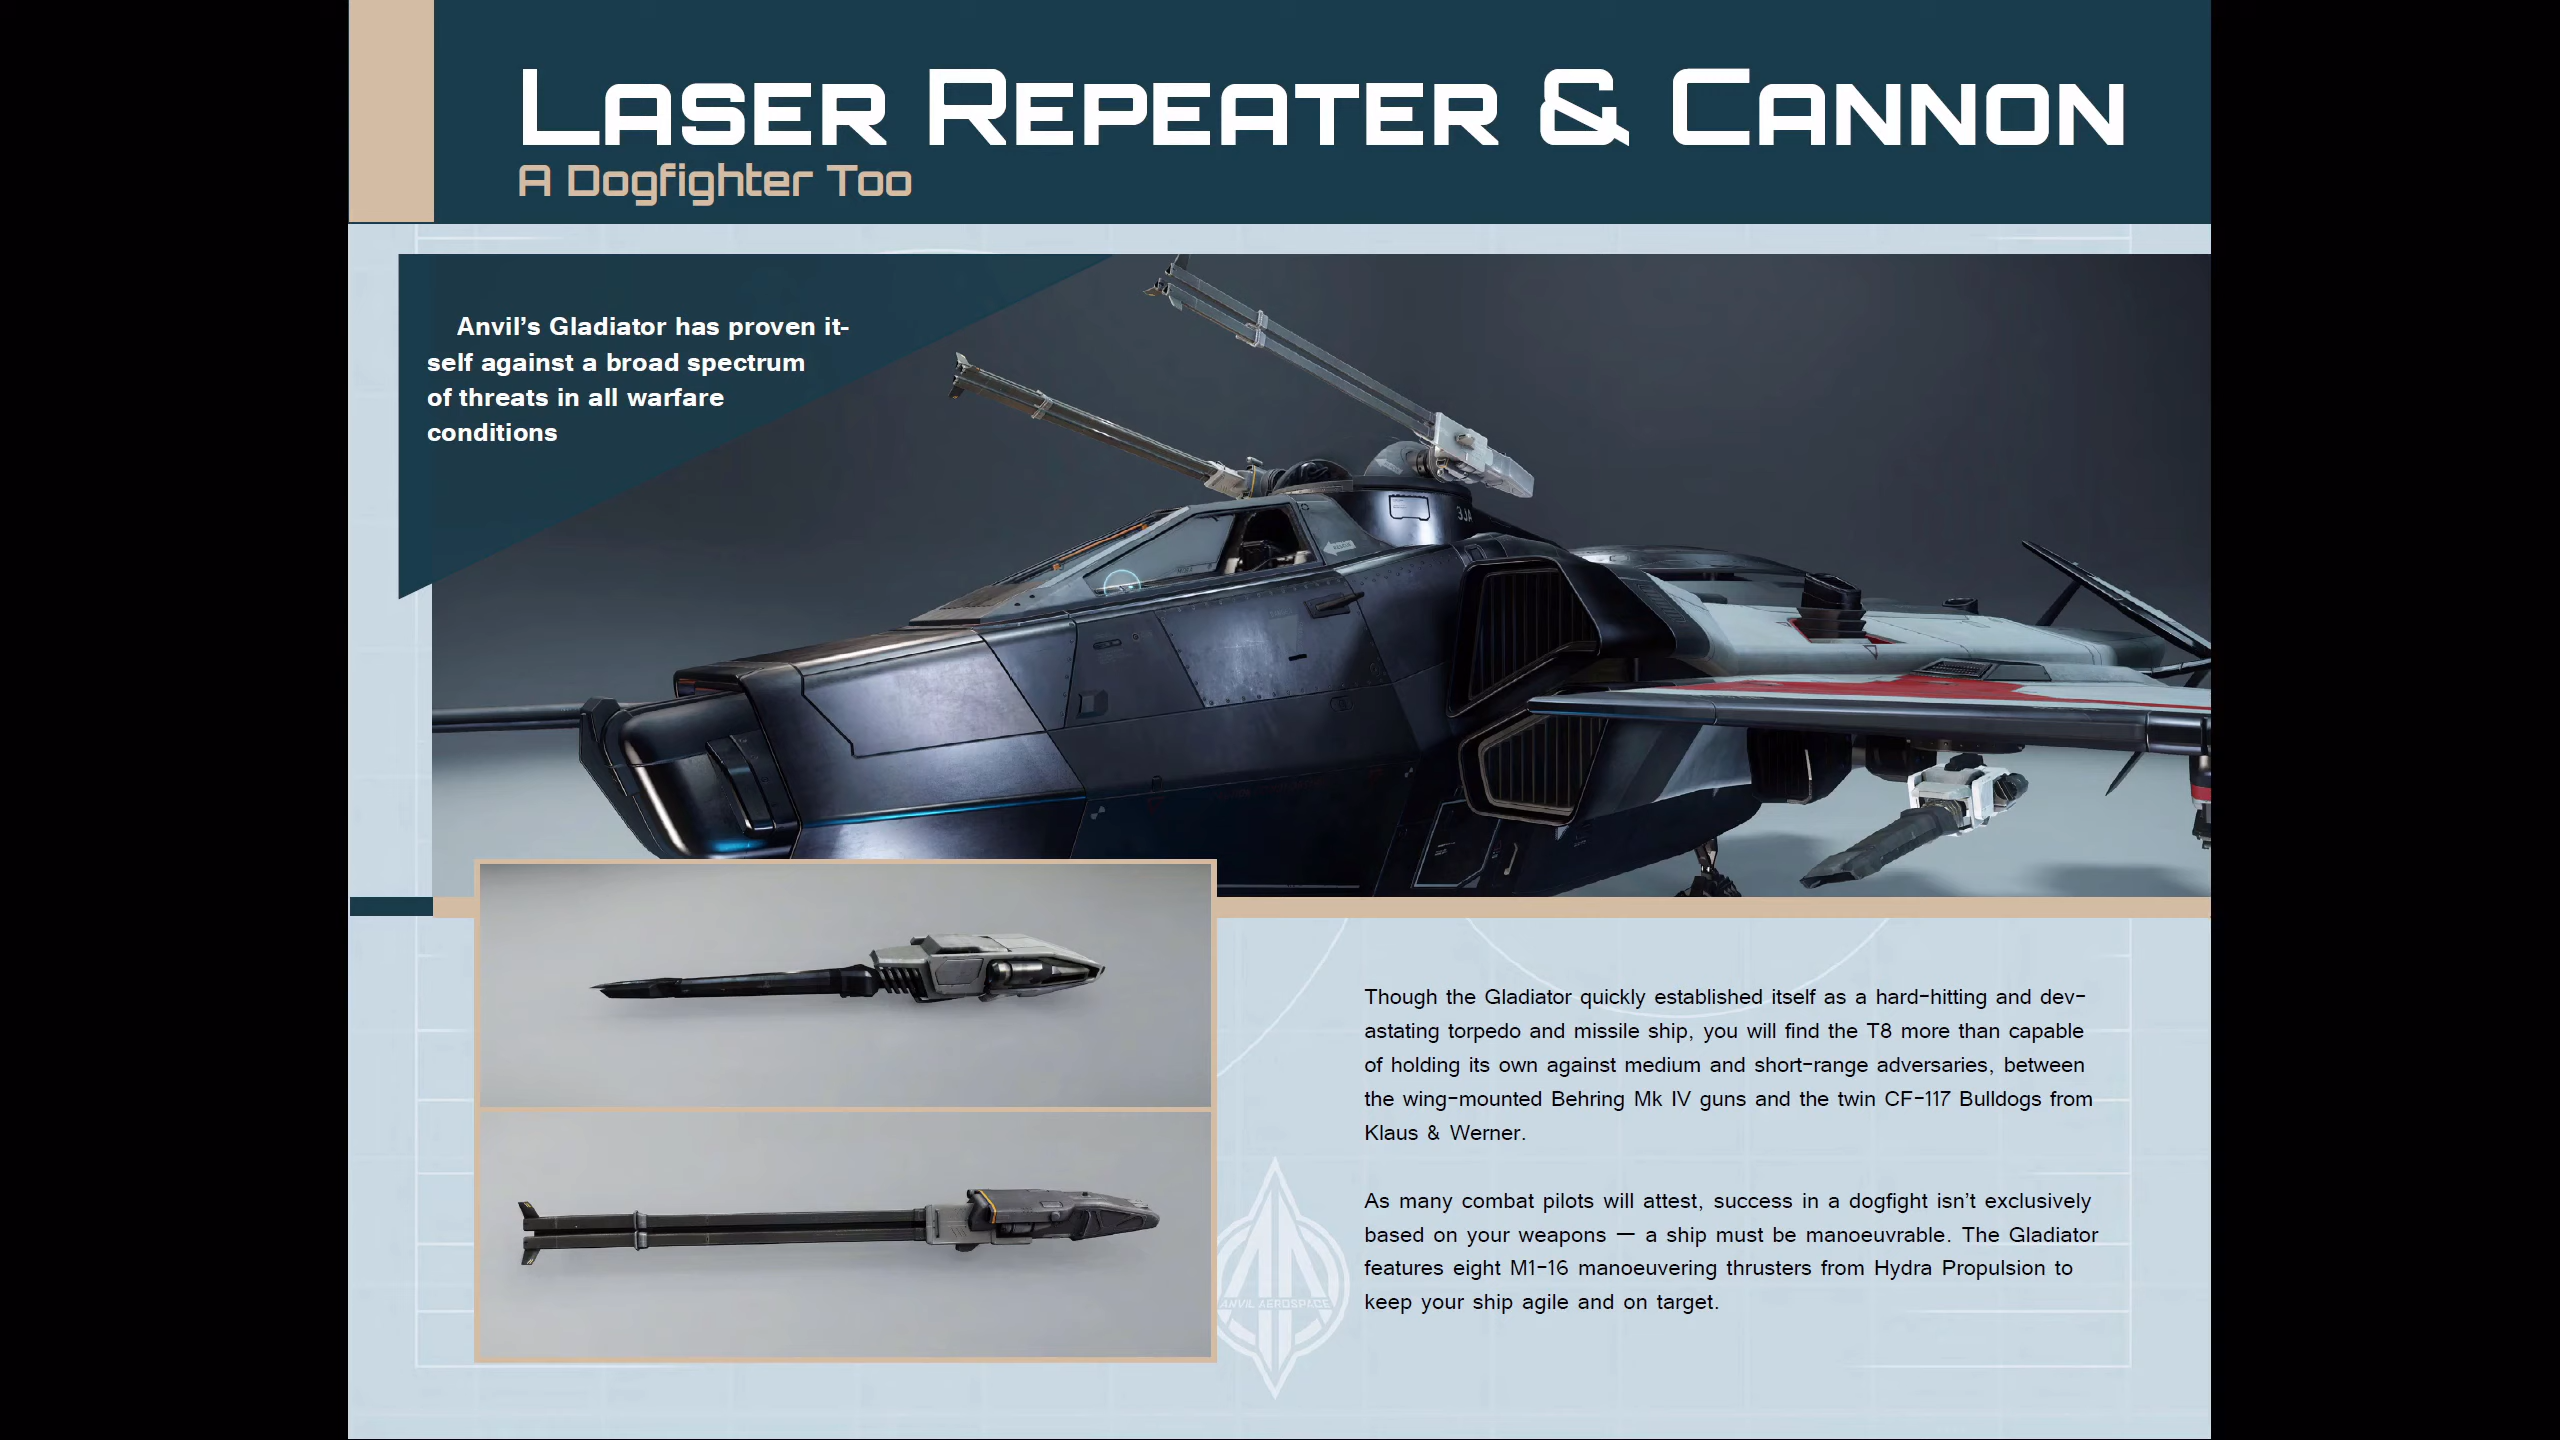 LASER REPEATER & CANNON
A Dogfighter Too
Anvil’s Gladiator has proven it-
self against a broad spectrum
of threats in all warfare
conditions
3JA
Though the Gladiator quickly established itself as a hard-hitting and dev-
astating torpedo and missile ship, you will find the T8 more than capable
of holding its own against medium and short-range adversaries, between
the wing-mounted Behring Mk IV guns and the twin CF-117 Bulldogs from
Klaus & Werner.
As many combat pilots will attest, success in a dogfight isn’t exclusively
based on your weapons — a ship must be manoeuvrable. The Gladiator
features eight M1-16 manoeuvering thrusters from Hydra Propulsion to
keep your ship agile and on target.
ANVIL AEROSPACE